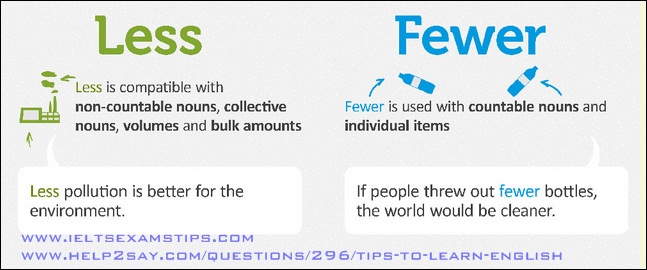 Less
Less is compatible with
non-countable nouns, collective
nouns, volumes and bulk amounts
Less pollution is better for the
environment.
Fewer
Fewer is used with countable nouns and
individual items
If people threw out fewer bottles,
the world would be cleaner.
WWW.IELTSEXAMSTIPS.COM
WWW.HELP2SAY.COM/QUESTIONS/296/TIPS-TO-LEARN-ENGLISH